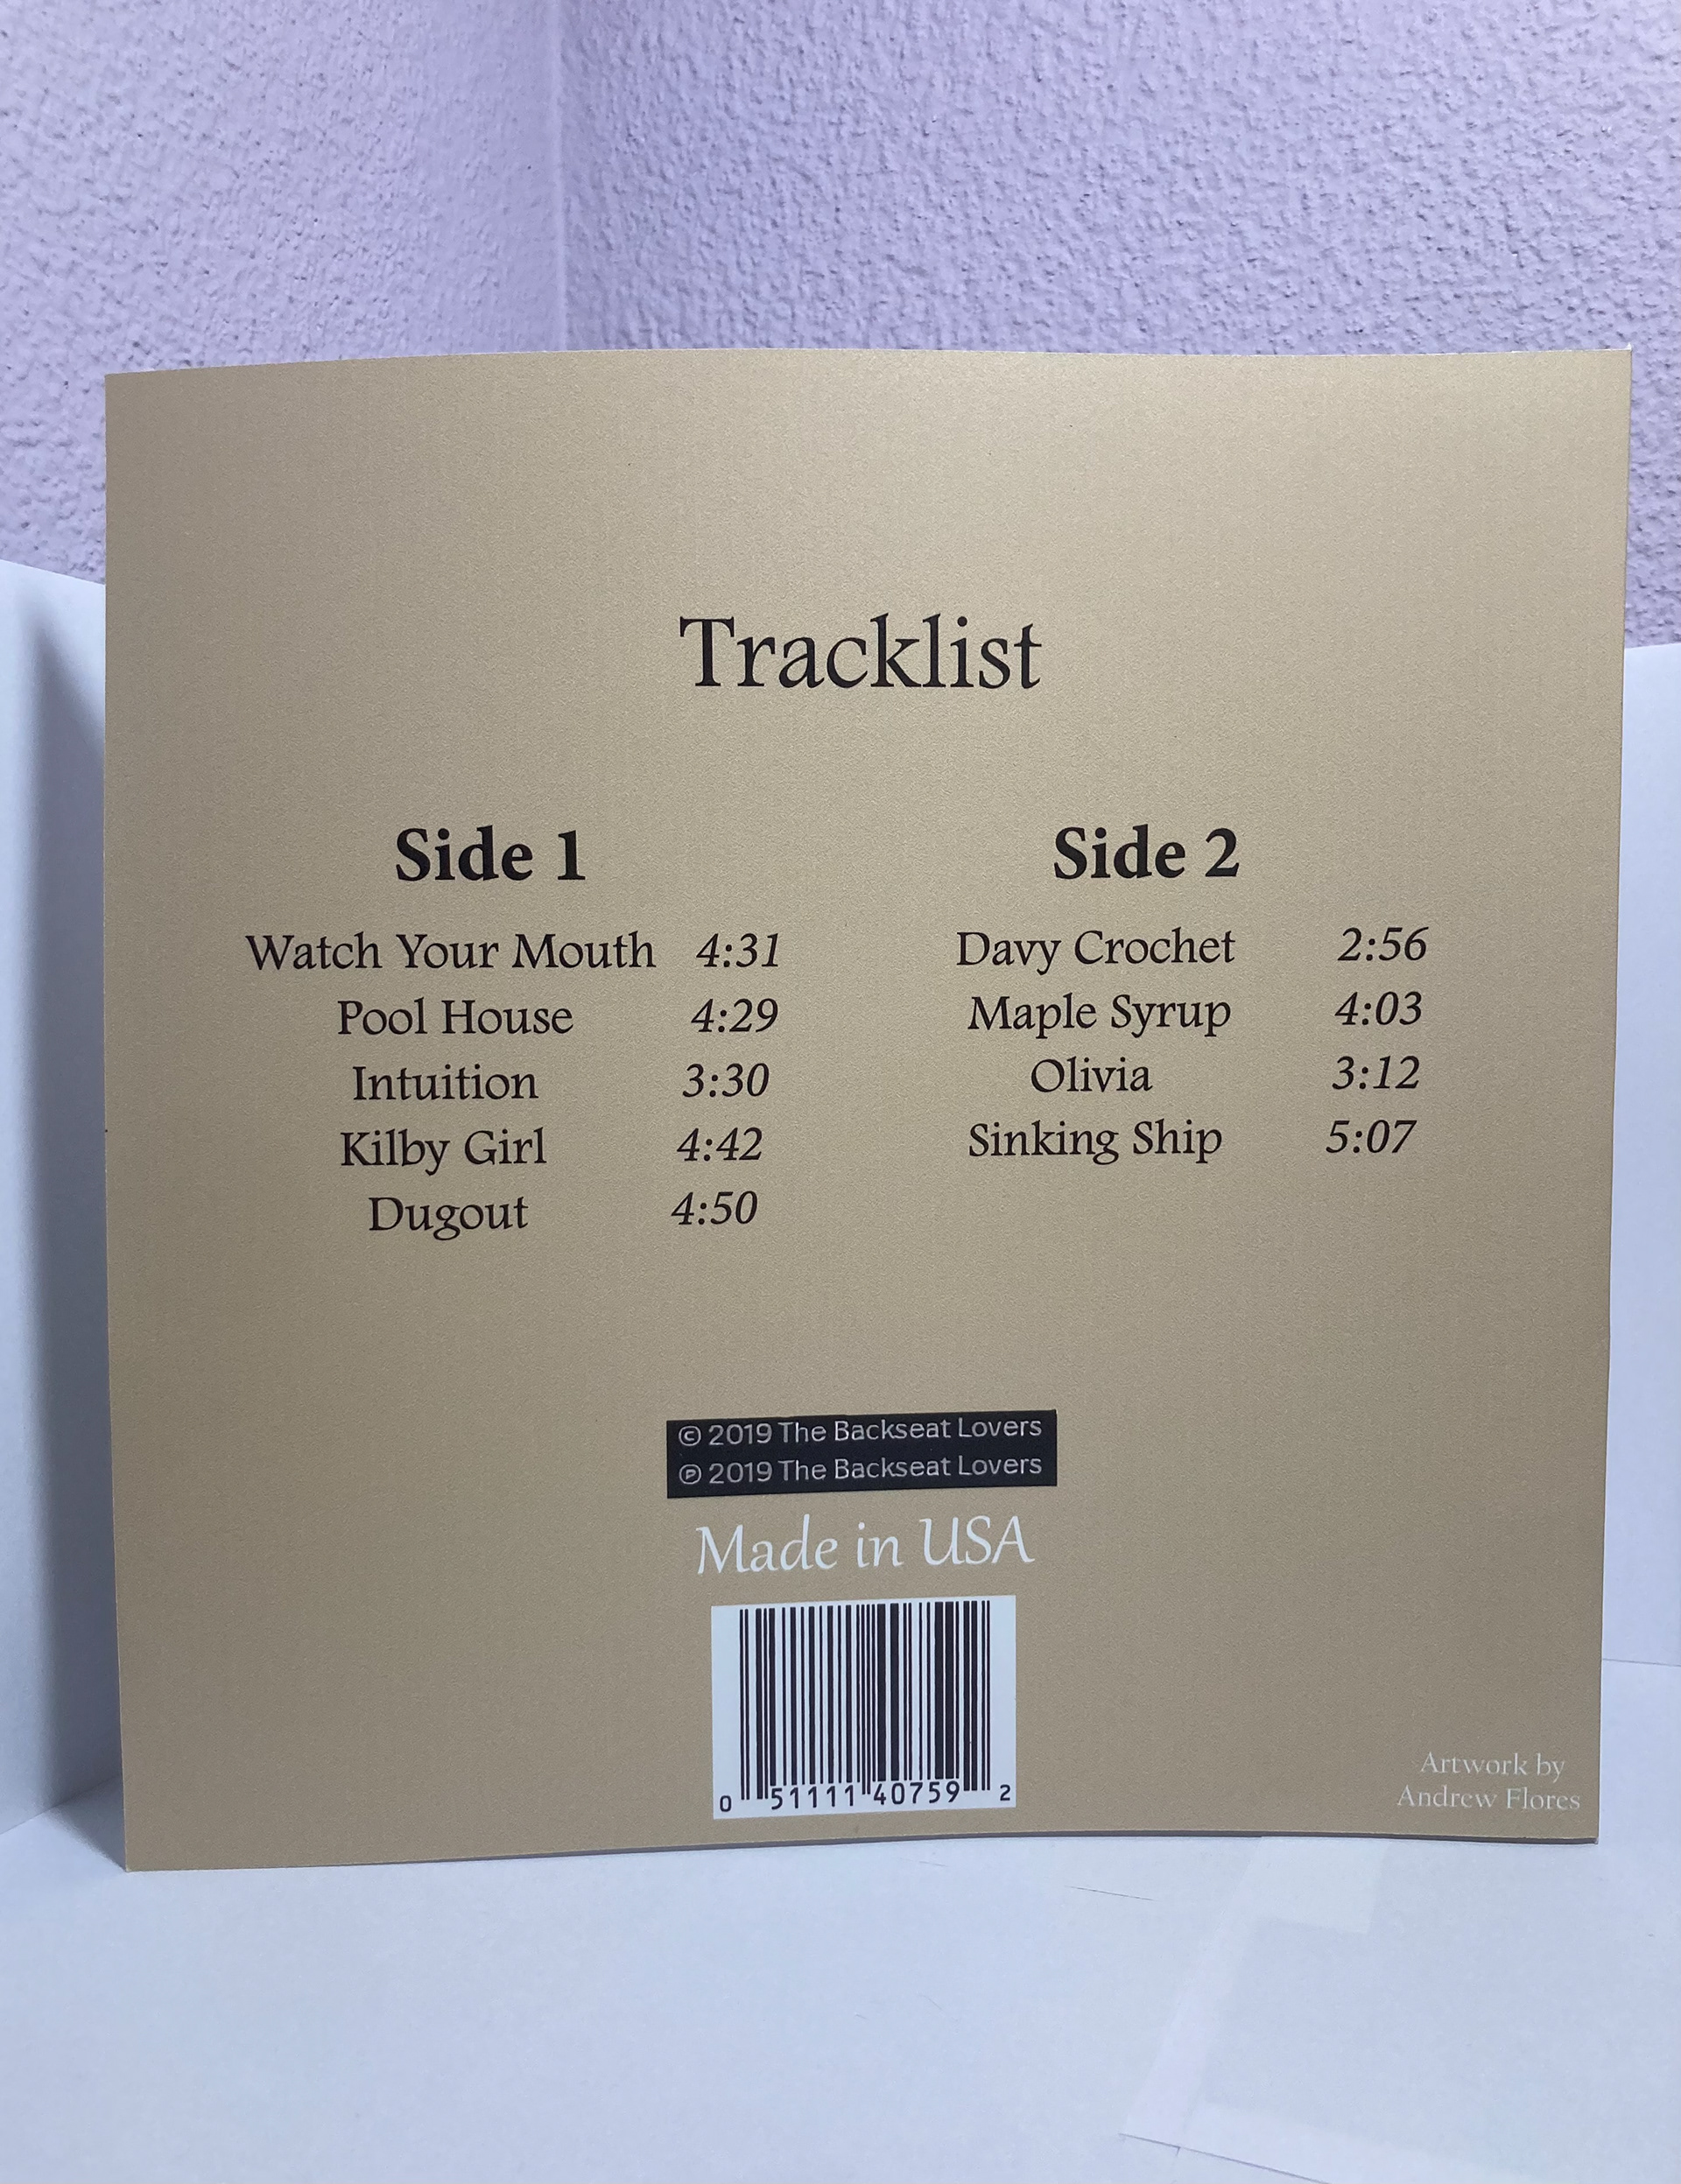 Tracklist
Side 1
Watch Your Mouth 4:31
Pool House 4:29
Intuition 3:30
Kilby Girl 4:42
Dugout 4:50
Side 2
Davy Crochet 2:56
Maple Syrup 4:03
Olivia 3:12
Sinking Ship 5:07
© 2019 The Backseat Lovers
℗ 2019 The Backseat Lovers
Made in USA
0 51111 40759 2
Artwork by
Andrew Flores